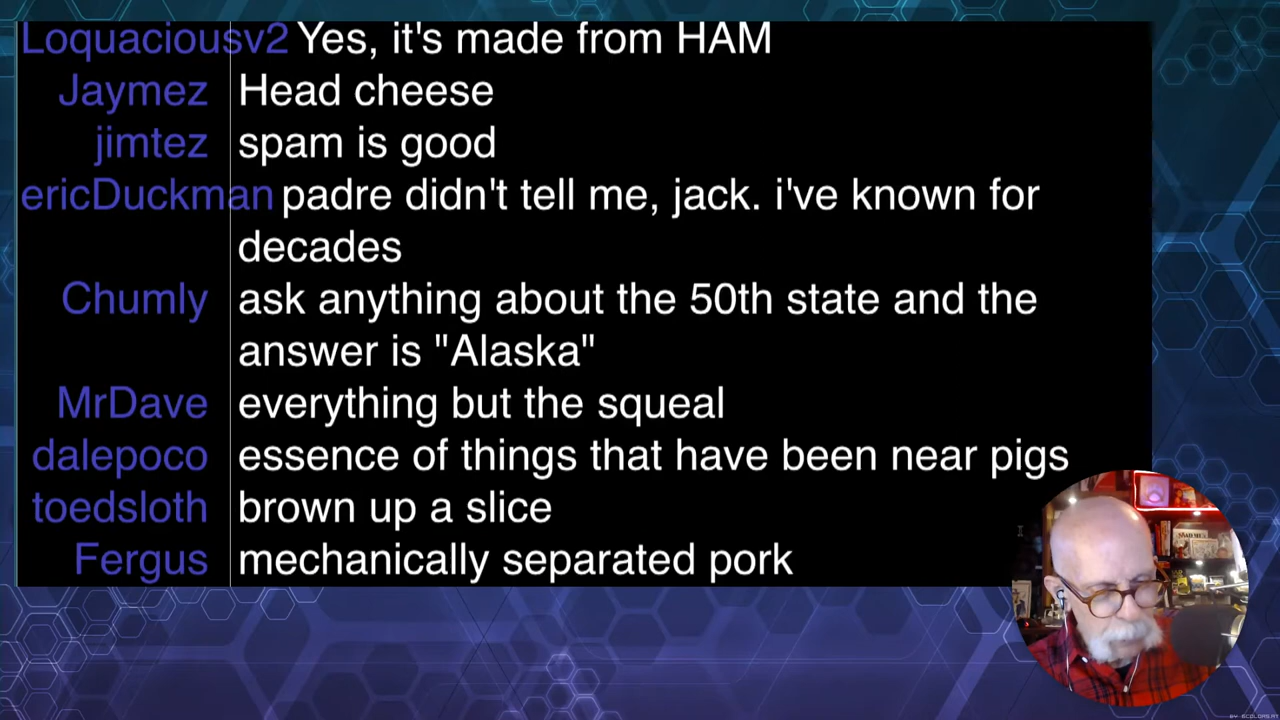 Loquaciousv2 Yes, it's made from HAM
Jaymez Head cheese
jimtez spam is good
ericDuckman padre didn't tell me, jack. i've known for
decades
Chumly ask anything about the 50th state and the
answer is "Alaska"
MrDave everything but the squeal
dalepoco essence of things that have been near pigs
toedsloth brown up a slice
Fergus mechanically separated pork